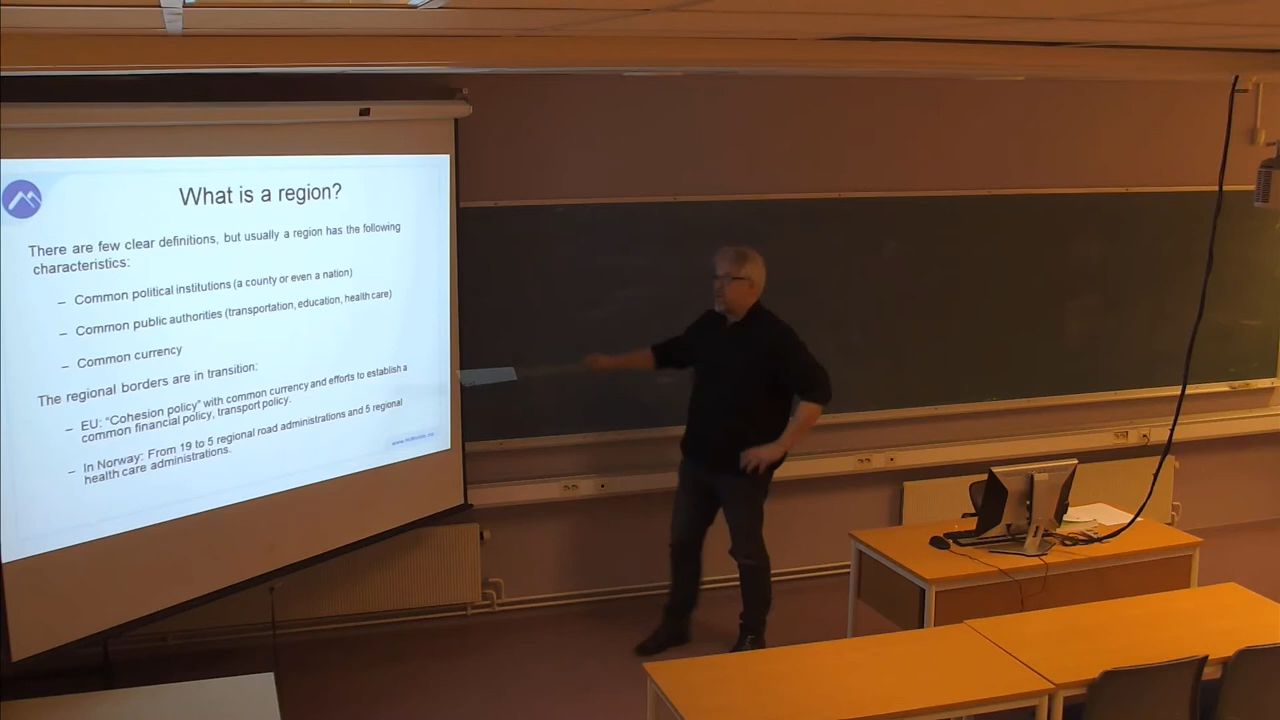 What is a region?
There are few clear definitions, but usually a region has the following
characteristics:
– Common political institutions (a county or even a nation)
– Common public authorities (transportation, education, health care)
– Common currency
The regional borders are in transition:
– EU: “Cohesion policy” with common currency and efforts to establish a
common financial policy, transport policy.
– In Norway: From 19 to 5 regional road administrations and 5 regional
health care administrations.